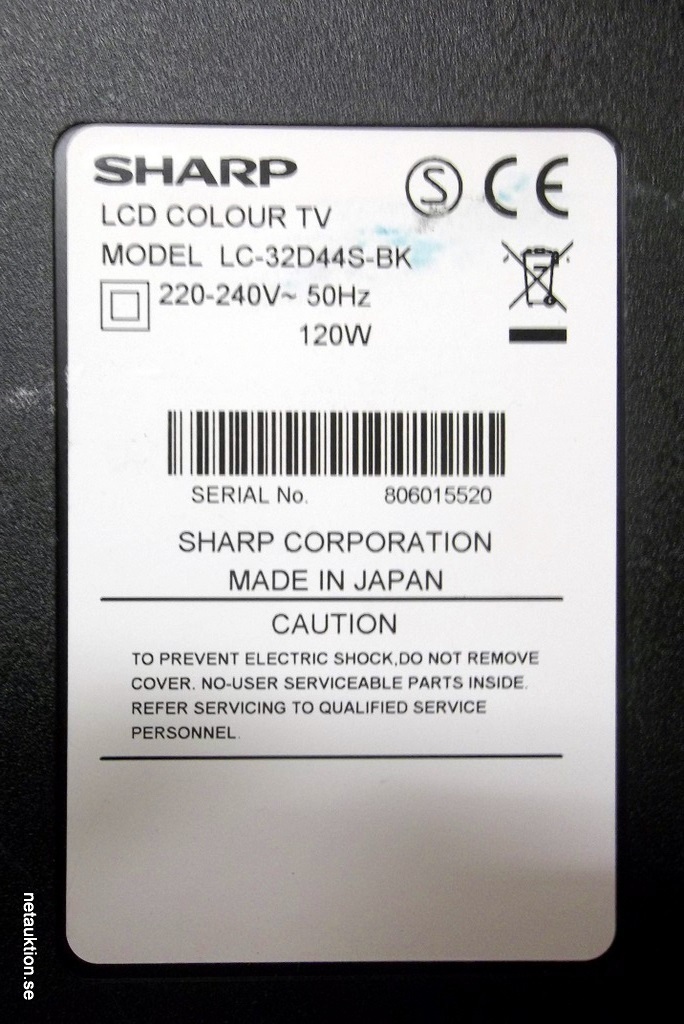 SHARP
LCD COLOUR TV
MODEL LC-32D44S-BK
220-240V~ 50Hz
120W
S CE
SERIAL No. 806015520
SHARP CORPORATION
MADE IN JAPAN
CAUTION
TO PREVENT ELECTRIC SHOCK,DO NOT REMOVE
COVER. NO-USER SERVICEABLE PARTS INSIDE.
REFER SERVICING TO QUALIFIED SERVICE
PERSONNEL.
netauktion.se